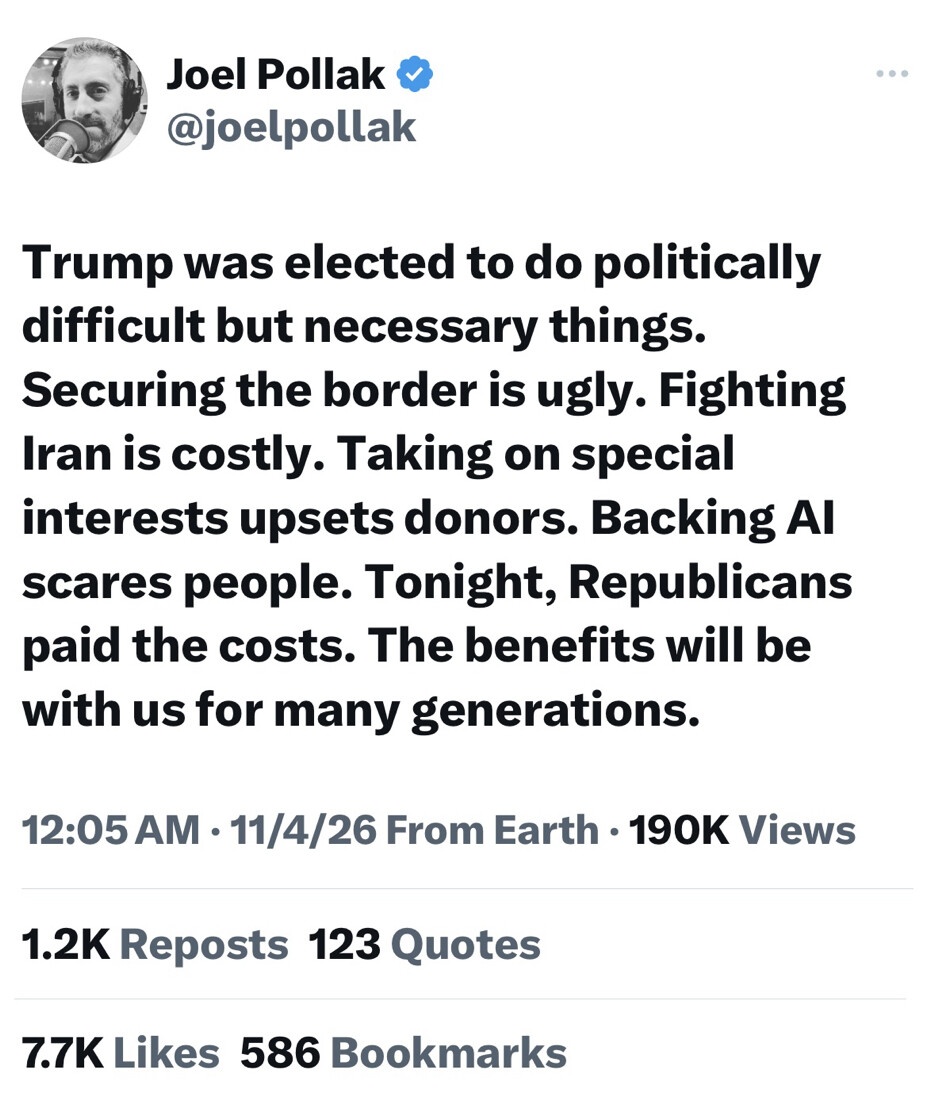 Joel Pollak
@joelpollak
Trump was elected to do politically
difficult but necessary things.
Securing the border is ugly. Fighting
Iran is costly. Taking on special
interests upsets donors. Backing AI
scares people. Tonight, Republicans
paid the costs. The benefits will be
with us for many generations.
12:05 AM · 11/4/26 From Earth · 190K Views
1.2K Reposts 123 Quotes
7.7K Likes 586 Bookmarks